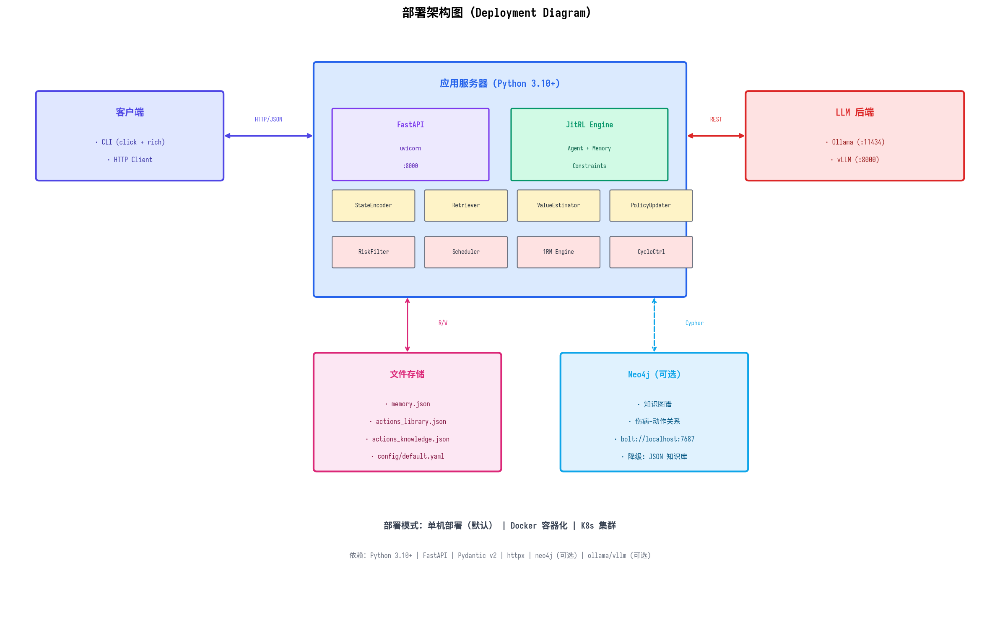 部署架构图（Deployment Diagram）
客户端
· CLI (click + rich)
· HTTP Client
HTTP/JSON
应用服务器 (Python 3.10+)
FastAPI
uvicorn
:8000
JitRL Engine
Agent + Memory
Constraints
StateEncoder
Retriever
ValueEstimator
PolicyUpdater
RiskFilter
Scheduler
1RM Engine
CycleCtrl
REST
LLM 后端
· Ollama (:11434)
· vLLM (:8000)
R/W
Cypher
文件存储
· memory.json
· actions_library.json
· actions_knowledge.json
· config/default.yaml
Neo4j (可选)
· 知识图谱
· 伤病-动作关系
· bolt://localhost:7687
· 降级: JSON 知识库
部署模式：单机部署（默认） | Docker 容器化 | K8s 集群
依赖: Python 3.10+ | FastAPI | Pydantic v2 | httpx | neo4j (可选) | ollama/vllm (可选)